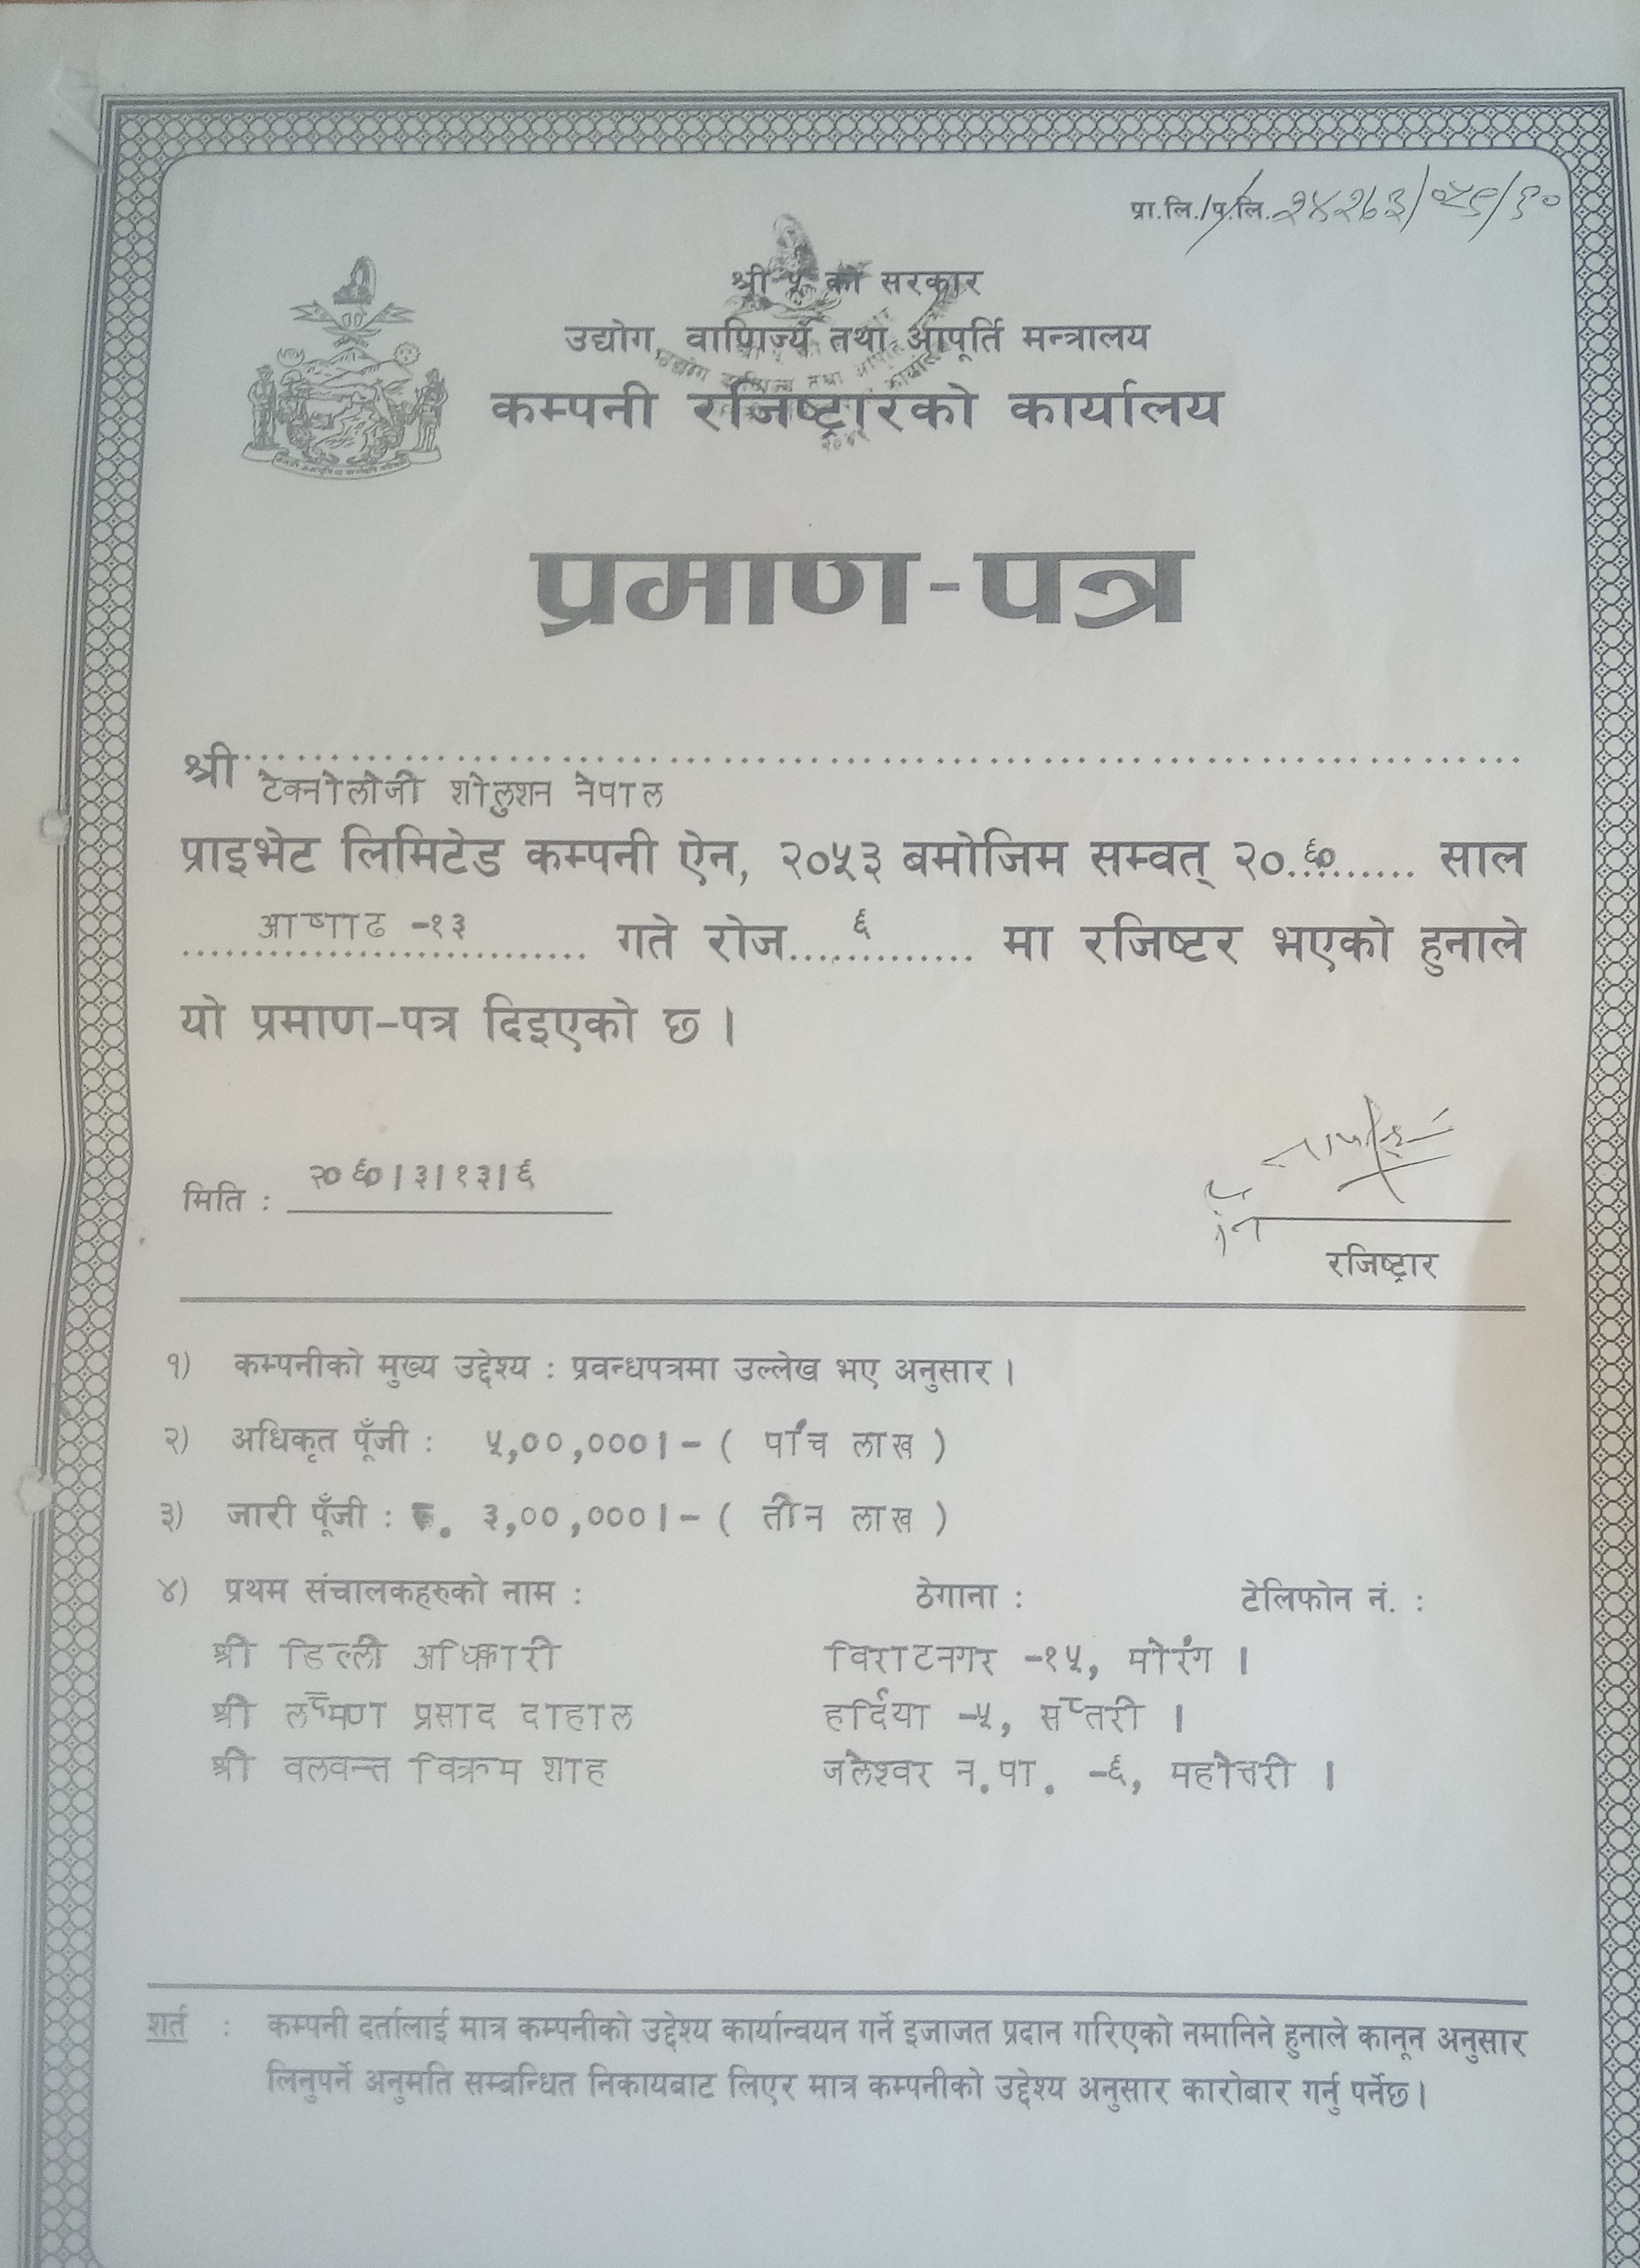 प्रा.लि./प.लि. २४२७३/०५९/६०
श्री ५ को सरकार
उद्योग, वाणिज्य तथा आपूर्ति मन्त्रालय
कम्पनी रजिष्ट्रारको कार्यालय
प्रमाण-पत्र
श्री टेक्नोलोजी शोलुशन नेपाल
प्राइभेट लिमिटेड कम्पनी ऐन, २०५३ बमोजिम सम्वत् २०६० साल
आषाढ -१३ गते रोज ६ मा रजिष्टर भएको हुनाले
यो प्रमाण-पत्र दिइएको छ ।
मिति : २०६०।३।१३।६
रजिष्ट्रार
१) कम्पनीको मुख्य उद्देश्य : प्रवन्धपत्रमा उल्लेख भए अनुसार ।
२) अधिकृत पूँजी : ५,००,०००।- ( पाँच लाख )
३) जारी पूँजी : रु. ३,००,०००।- ( तीन लाख )
४) प्रथम संचालकहरुको नाम : ठेगाना : टेलिफोन नं. :
श्री डिल्ली अधिकारी विराटनगर -१५, मोरंग ।
श्री लक्ष्मण प्रसाद दाहाल हर्दिया -५, सप्तरी ।
श्री वलवन्त विक्रम शाह जलेश्वर न.पा. -६, महोत्तरी ।
शर्त : कम्पनी दर्तालाई मात्र कम्पनीको उद्देश्य कार्यान्वयन गर्ने इजाजत प्रदान गरिएको नमानिने हुनाले कानून अनुसार
लिनुपर्ने अनुमति सम्बन्धित निकायबाट लिएर मात्र कम्पनीको उद्देश्य अनुसार कारोबार गर्नु पर्नेछ।